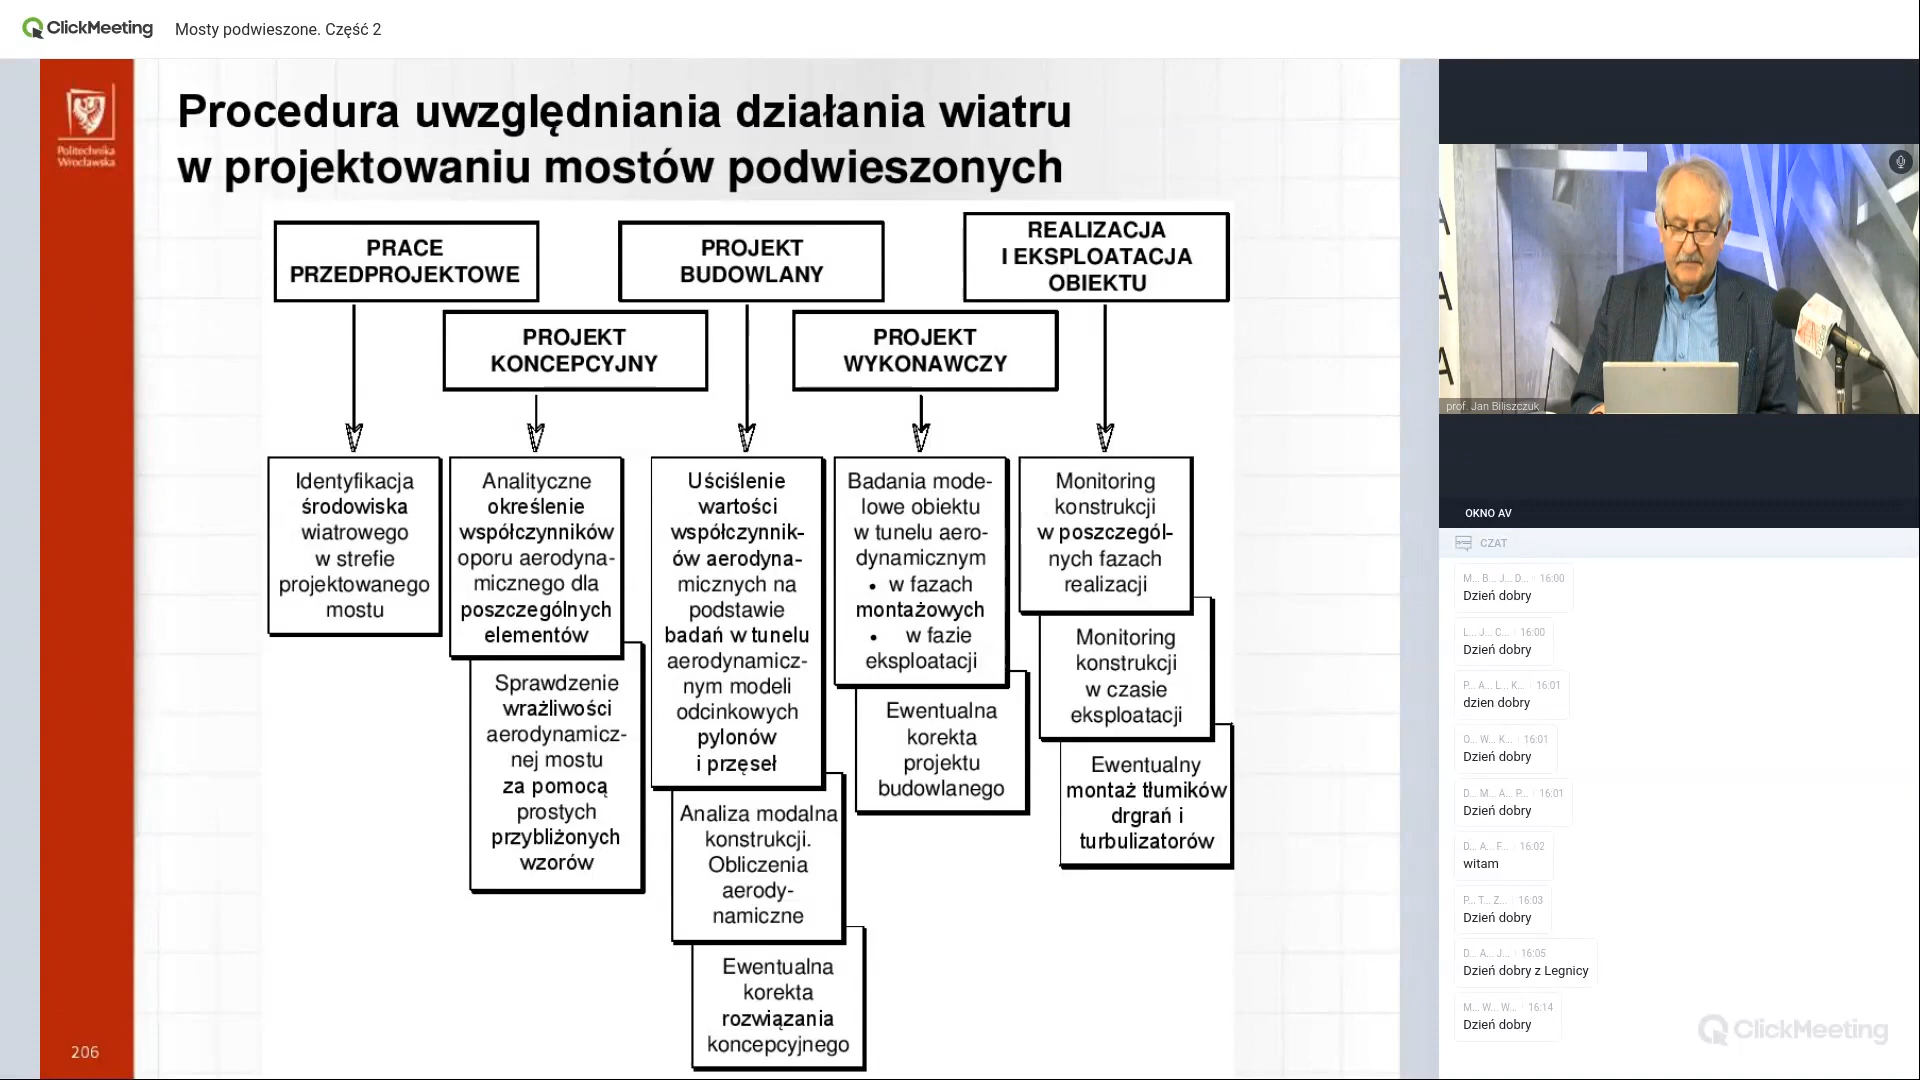 ClickMeeting
Mosty podwieszone. Część 2
Politechnika
Wrocławska
Procedura uwzględniania działania wiatru
w projektowaniu mostów podwieszonych
PRACE
PRZEDPROJEKTOWE
PROJEKT
BUDOWLANY
REALIZACJA
I EKSPLOATACJA
OBIEKTU
PROJEKT
KONCEPCYJNY
PROJEKT
WYKONAWCZY
Identyfikacja
środowiska
wiatrowego
w strefie
projektowanego
mostu
Analityczne
określenie
współczynników
oporu aerodyna-
micznego dla
poszczególnych
elementów
Sprawdzenie
wrażliwości
aerodynamicz-
nej mostu
za pomocą
prostych
przybliżonych
wzorów
Uściślenie
wartości
współczynnik-
ów aerodyna-
micznych na
podstawie
badań w tunelu
aerodynamicz-
nym modeli
odcinkowych
pylonów
i przęseł
Analiza modalna
konstrukcji.
Obliczenia
aerody-
namiczne
Ewentualna
korekta
rozwiązania
koncepcyjnego
Badania mode-
lowe obiektu
w tunelu aero-
dynamicznym
• w fazach
montażowych
• w fazie
eksploatacji
Ewentualna
korekta
projektu
budowlanego
Monitoring
konstrukcji
w poszczegól-
nych fazach
realizacji
Monitoring
konstrukcji
w czasie
eksploatacji
Ewentualny
montaż tłumików
drgrań i
turbulizatorów
206
prof. Jan Biliszczuk
OKNO AV
CZAT
M... B... J... D... 16:00
Dzień dobry
L... J... C... 16:00
Dzień dobry
P... A... L... K... 16:01
dzien dobry
O... W... K... 16:01
Dzień dobry
D... M... A... P... 16:01
Dzień dobry
D... A... F... 16:02
witam
P... T... Z... 16:03
Dzień dobry
D... A... J... 16:05
Dzień dobry z Legnicy
M... W... W... 16:14
Dzień dobry
ClickMeeting